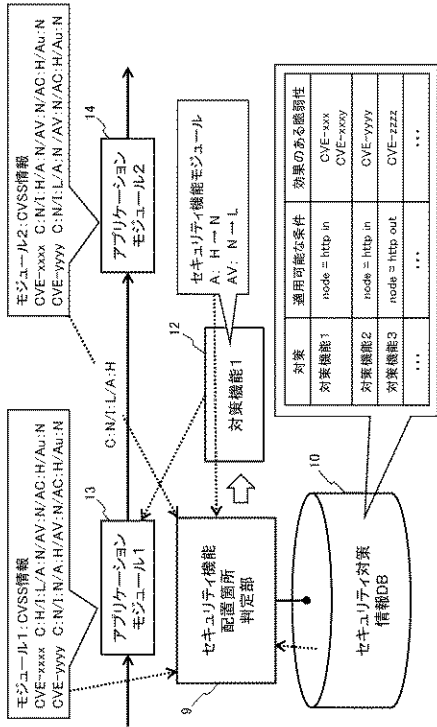 モジュール1:CVSS情報
CVE-xxxx C:H/I:L/A:N/AV:N/AC:H/Au:N
CVE-yyyy C:N/I:N/A:H/AV:N/AC:H/Au:N
モジュール2:CVSS情報
CVE-xxxx C:N/I:H/A:N/AV:N/AC:H/Au:N
CVE-yyyy C:N/I:L/A:N/AV:N/AC:H/Au:N
13
アプリケーション
モジュール1
C:N/I:L/A:H
14
アプリケーション
モジュール2
9
セキュリティ機能
配置箇所
判定部
12
対策機能1
セキュリティ機能モジュール
A: H→N
AV: N→L
10
セキュリティ対策
情報DB
対策 適用可能な条件 効果のある脆弱性
対策機能1 node = http in CVE-xxx
CVE-xxxy
対策機能2 node = http in CVE-yyyy
対策機能3 node = http out CVE-zzzz
… … …